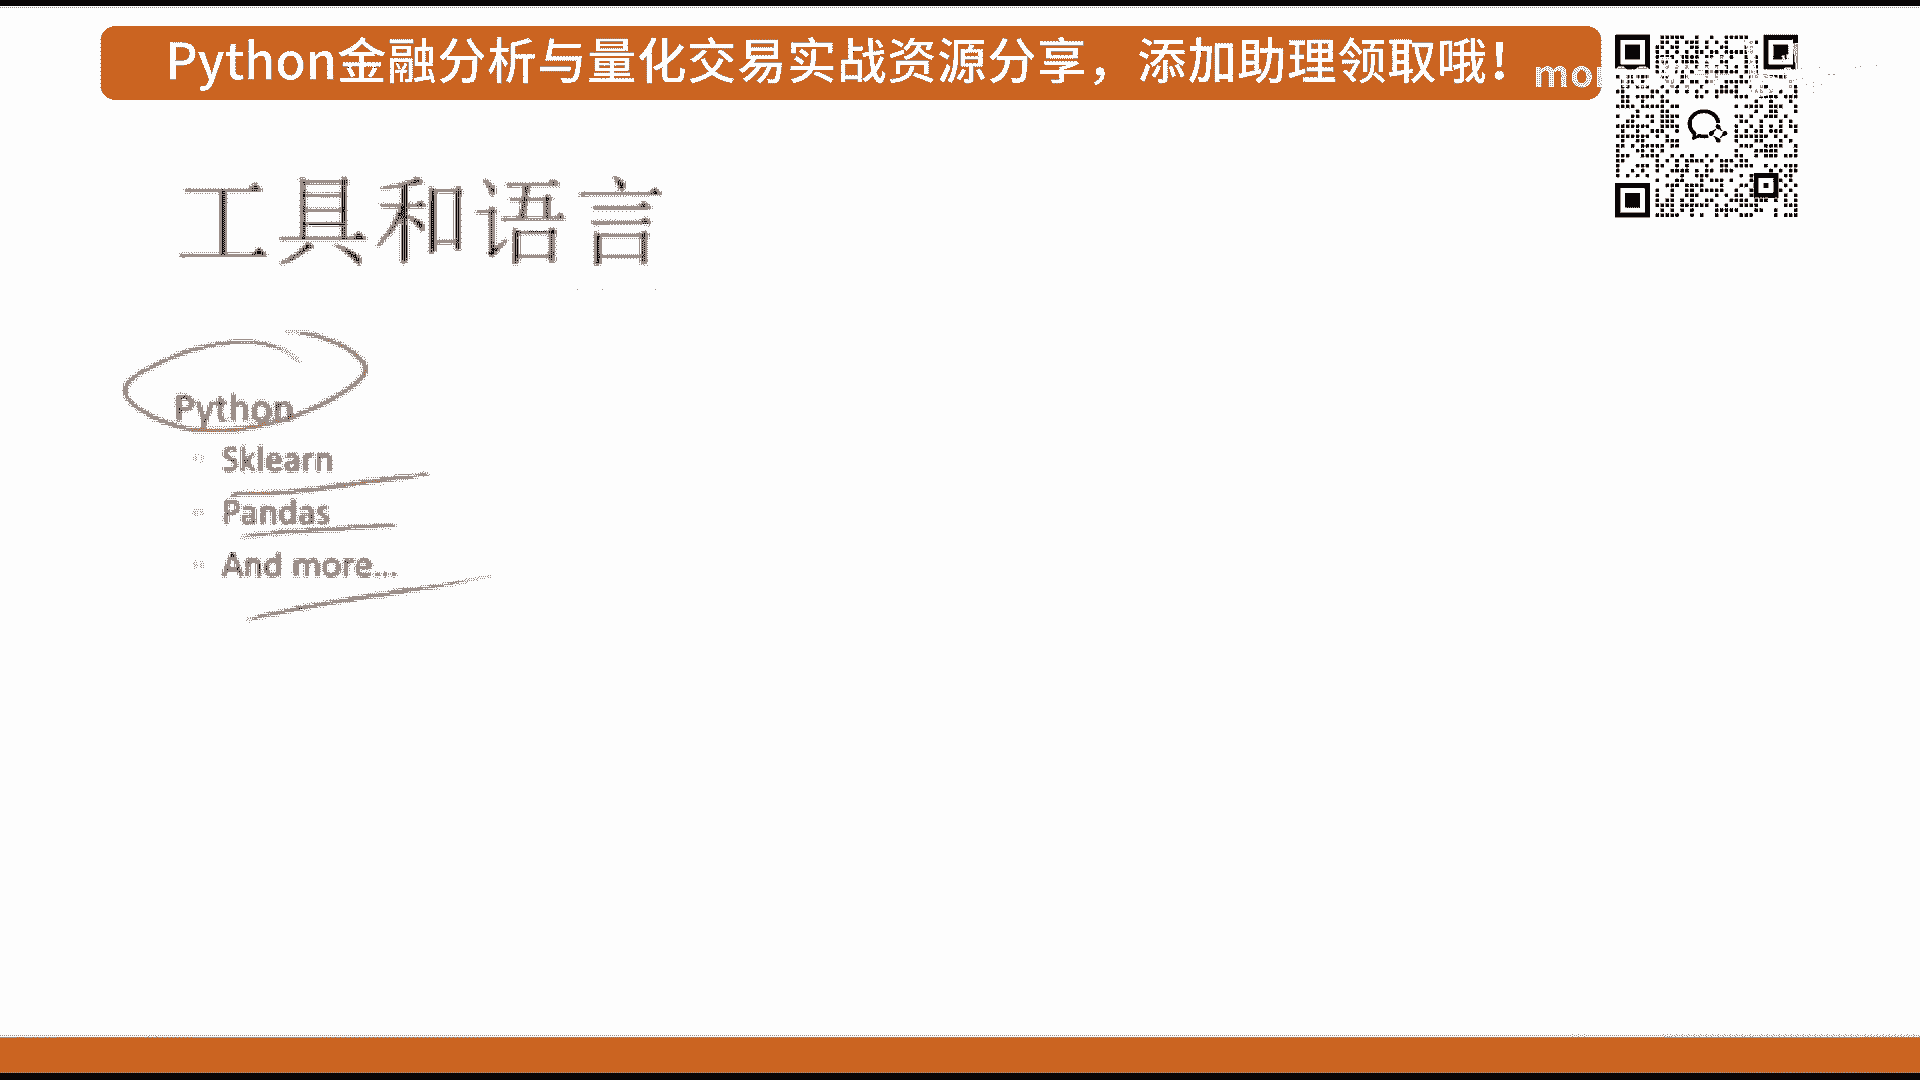 Python金融分析与量化交易实战资源分享，添加助理领取哦！
工具和语言
Python
Sklearn
Pandas
And more...